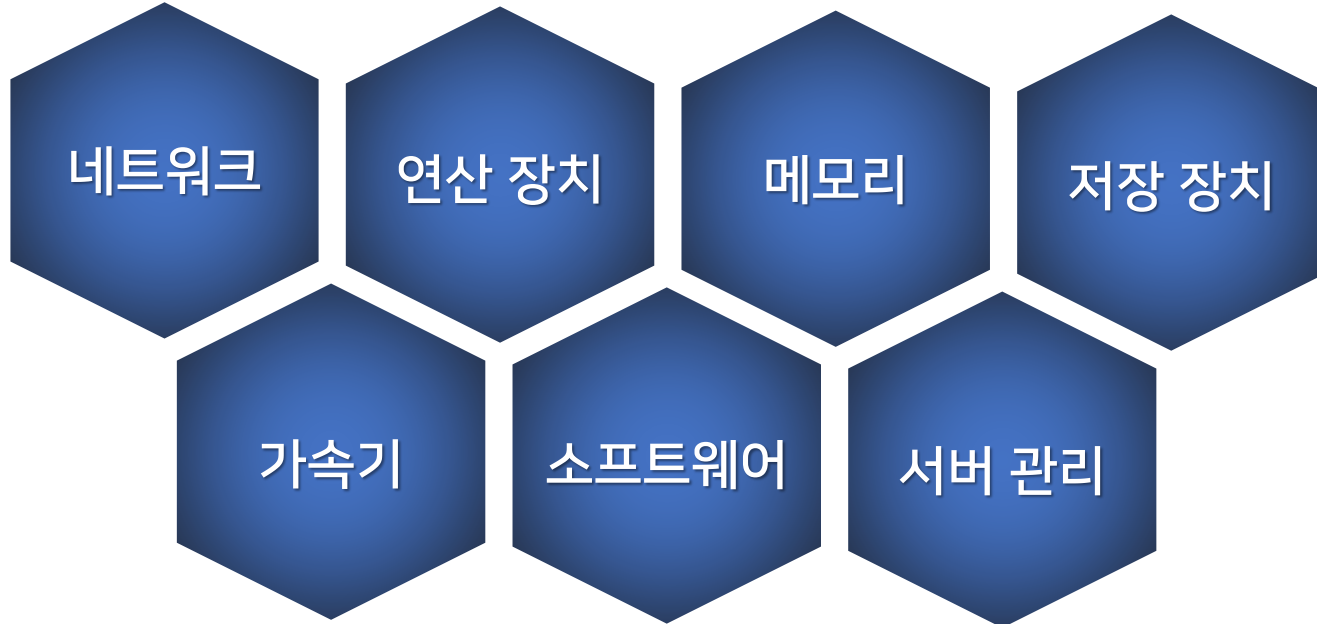 네트워크
연산 장치
메모리
저장 장치
가속기
소프트웨어
서버 관리